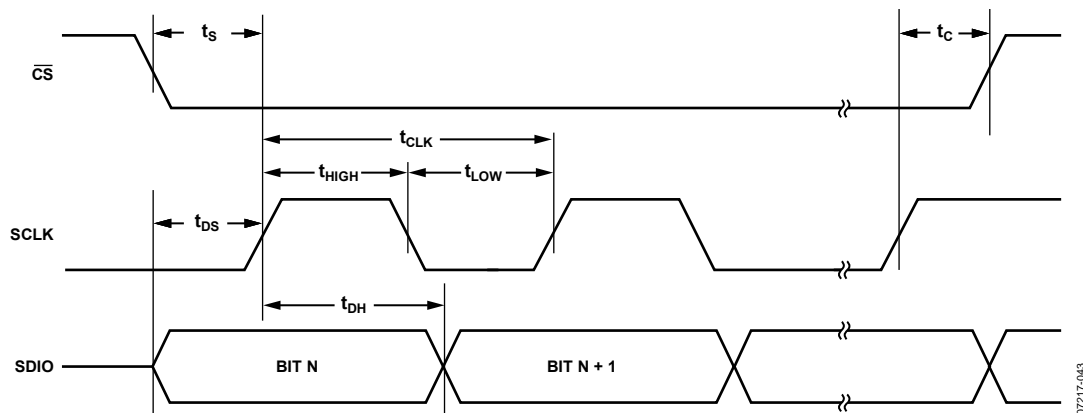 tS
tC
CS
tCLK
tHIGH
tLOW
tDS
SCLK
tDH
SDIO
BIT N
BIT N + 1
07217-043